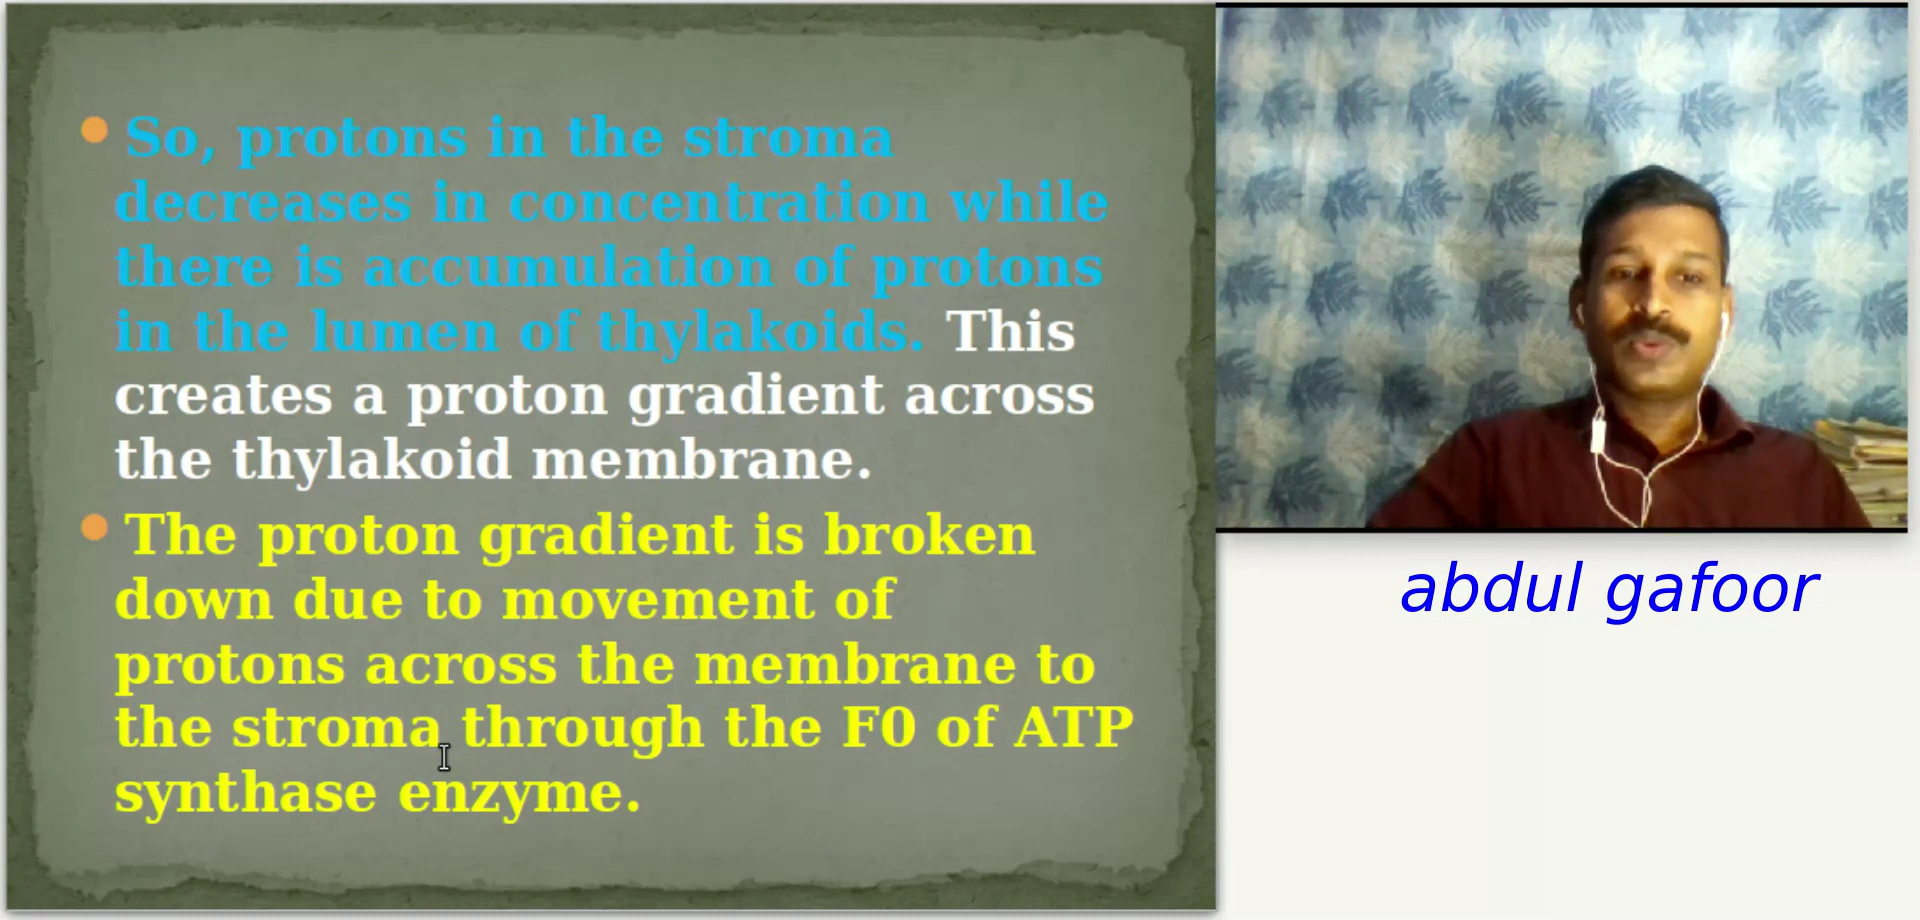 So, protons in the stroma
decreases in concentration while
there is accumulation of protons
in the lumen of thylakoids. This
creates a proton gradient across
the thylakoid membrane.
The proton gradient is broken
down due to movement of
protons across the membrane to
the stroma through the F0 of ATP
synthase enzyme.
abdul gafoor